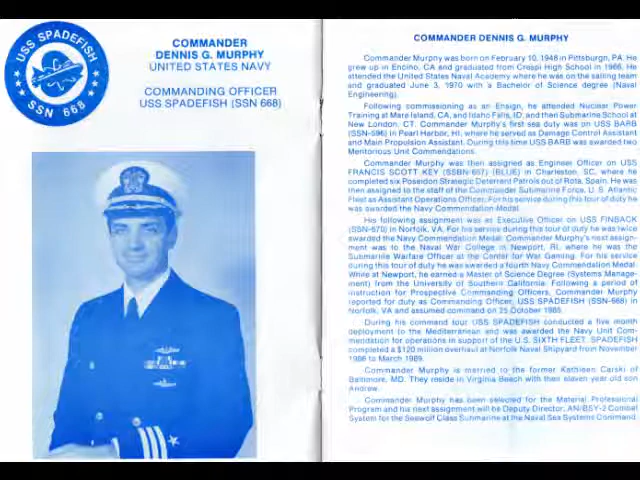 USS SPADEFISH
SSN 668
COMMANDER
DENNIS G. MURPHY
UNITED STATES NAVY
COMMANDING OFFICER
USS SPADEFISH (SSN 668)
COMMANDER DENNIS G. MURPHY
Commander Murphy was born on February 10, 1948 in Pittsburg, PA. He
grew up in Encino, CA and graduated from Crespi High School in 1966. He
attended the United States Naval Academy where he was on the sailing team
and graduated June 3, 1970 with a Bachelor of Science degree (Naval
Engineering).
Following commissioning as an Ensign, he attended Nuclear Power
Training at Mare Island, CA, and Idaho Falls, ID, and then Submarine School at
New London, CT. Commander Murphy's first sea duty was on USS BARB
(SSN-596) in Pearl Harbor, HI, where he served as Damage Control Assistant
and Main Propulsion Assistant. During this time USS BARB was awarded two
Meritorious Unit Commendations.
Commander Murphy was then assigned as Engineer Officer on USS
FRANCIS SCOTT KEY (SSBN-657) (BLUE) in Charleston, SC, where he
completed six Poseidon Strategic Deterrent Patrols out of Rota, Spain. He was
then assigned to the staff of the Commander Submarine Force, U.S. Atlantic
Fleet as Assistant Operations Officer. For his service during this tour of duty he
was awarded the Navy Commendation Medal.
His following assignment was as Executive Officer on USS FINBACK
(SSN-670) in Norfolk, VA. For his service during this tour of duty he was twice
awarded the Navy Commendation Medal. Commander Murphy's next assign-
ment was to the Naval War College in Newport, RI, where he was the
Submarine Warfare Officer at the Center for War Gaming. For his service
during this tour of duty he was awarded a fourth Navy Commendation Medal.
While at Newport, he earned a Master of Science Degree (Systems Manage-
ment) from the University of Southern California. Following a period of
instruction for Prospective Commanding Officers, Commander Murphy
reported for duty as Commanding Officer, USS SPADEFISH (SSN-668) in
Norfolk, VA and assumed command on 25 October 1985.
During his command tour USS SPADEFISH conducted a five month
deployment to the Mediterranean and was awarded the Navy Unit Com-
mendation for operations in support of the U.S. SIXTH FLEET. SPADEFISH
completed a $120 million overhaul at Norfolk Naval Shipyard from November
1986 to March 1989.
Commander Murphy is married to the former Kathleen Carski of
Baltimore, MD. They reside in Virginia Beach with their eleven year old son
Andrew.
Commander Murphy has been selected for the Material Professional
Program and his next assignment will be Deputy Director, AN/BSY-2 Combat
System for the Seawolf Class Submarine at the Naval Sea Systems Command.